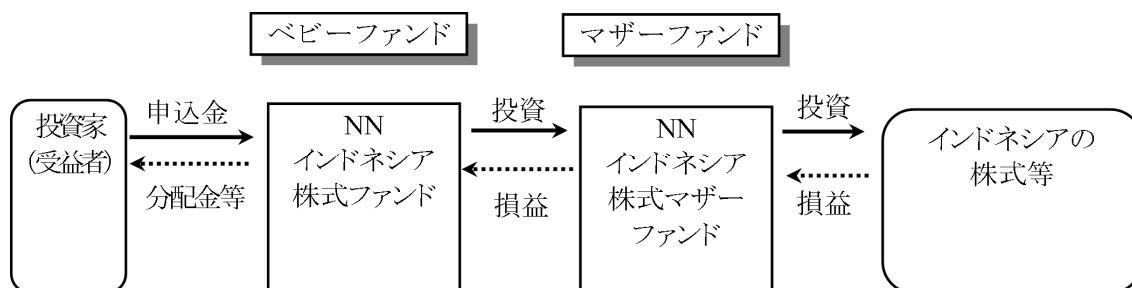 ベビーファンド
マザーファンド
投資家
(受益者)
申込金
分配金等
NN
インドネシア
株式ファンド
投資
損益
NN
インドネシア
株式マザー
ファンド
投資
損益
インドネシアの
株式等